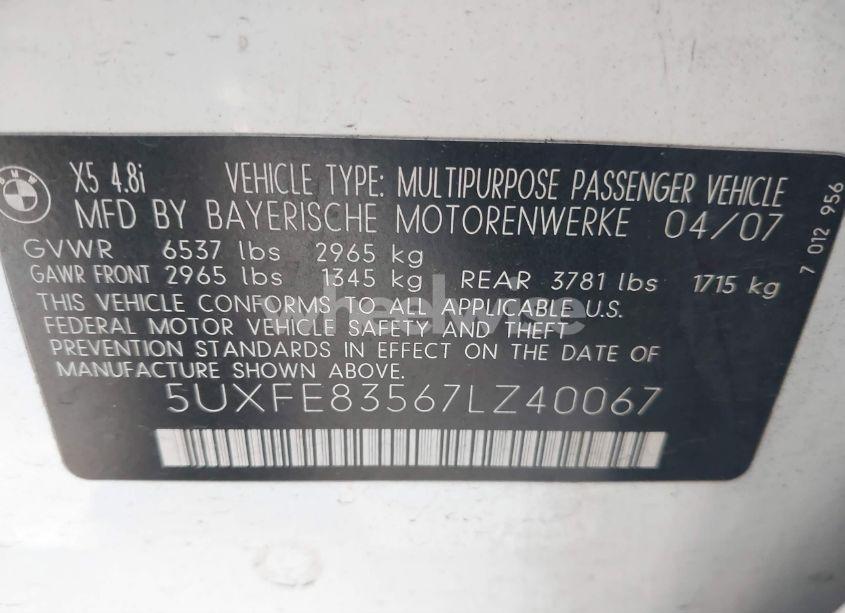 BMW
X5 4.8i VEHICLE TYPE: MULTIPURPOSE PASSENGER VEHICLE
MFD BY BAYERISCHE MOTORENWERKE 04/07
GVWR 6537 lbs 2965 kg
GAWR FRONT 2965 lbs 1345 kg REAR 3781 lbs 1715 kg
THIS VEHICLE CONFORMS TO ALL APPLICABLE U.S.
FEDERAL MOTOR VEHICLE SAFETY AND THEFT
PREVENTION STANDARDS IN EFFECT ON THE DATE OF
MANUFACTURE SHOWN ABOVE.
5UXFE83567LZ40067
7 012 956
wheelwise